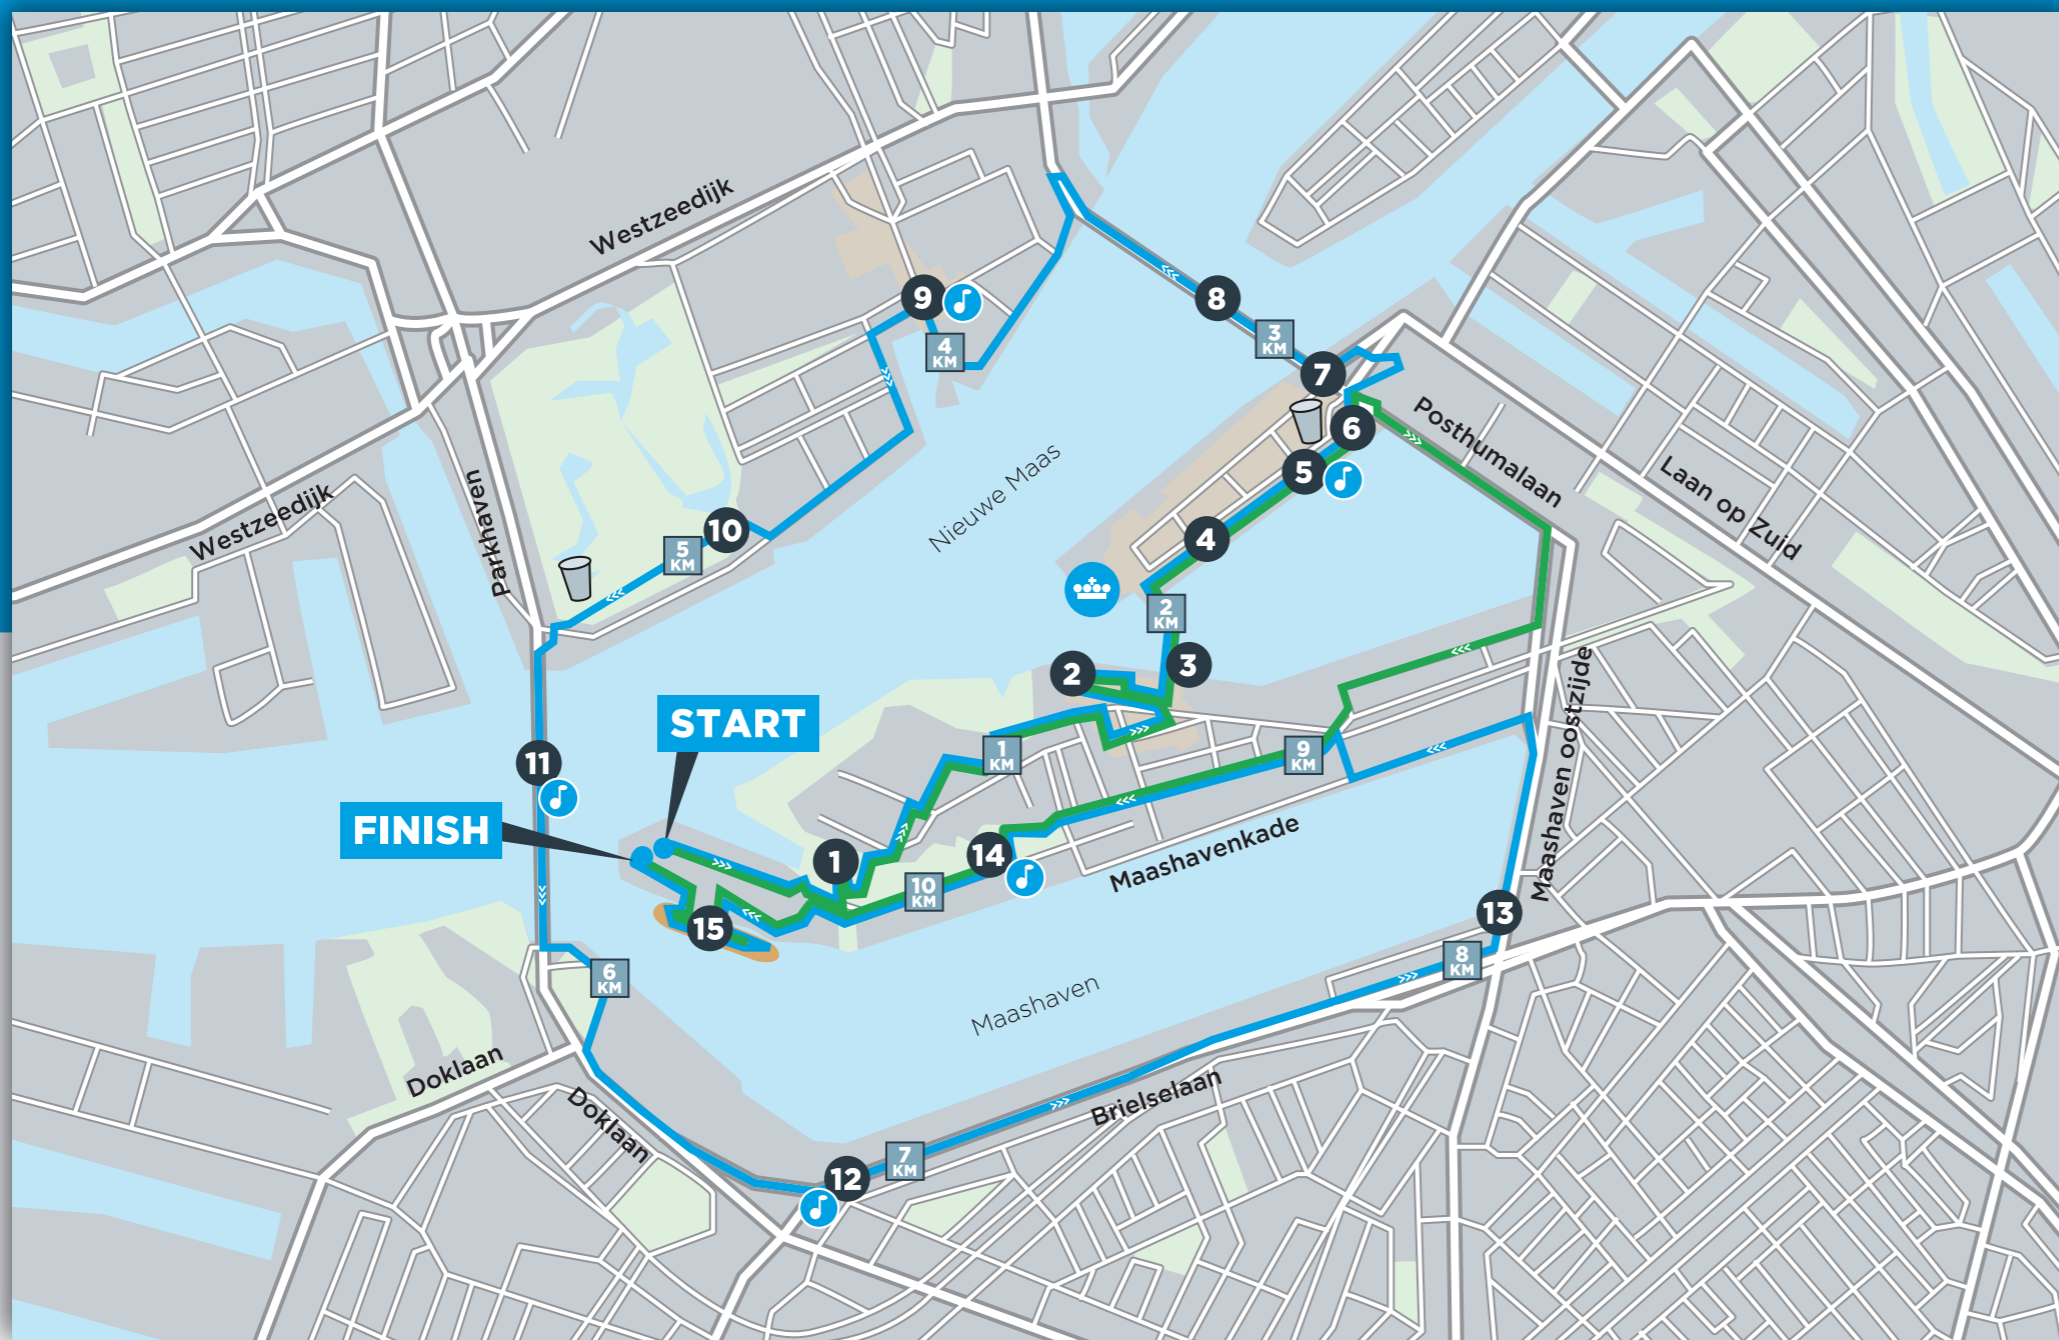 Westzeedijk
9
8
3
KM
4
KM
7
6
Posthumalaan
5
Nieuwe Maas
Laan op Zuid
Westzeedijk
Parkhaven
10
5
KM
4
2
KM
2
3
START
1
KM
9
KM
Maashaven oostzijde
11
FINISH
1
14
Maashavenkade
10
KM
15
13
8
KM
6
KM
Maashaven
Doklaan
Doklaan
Brielselaan
7
KM
12